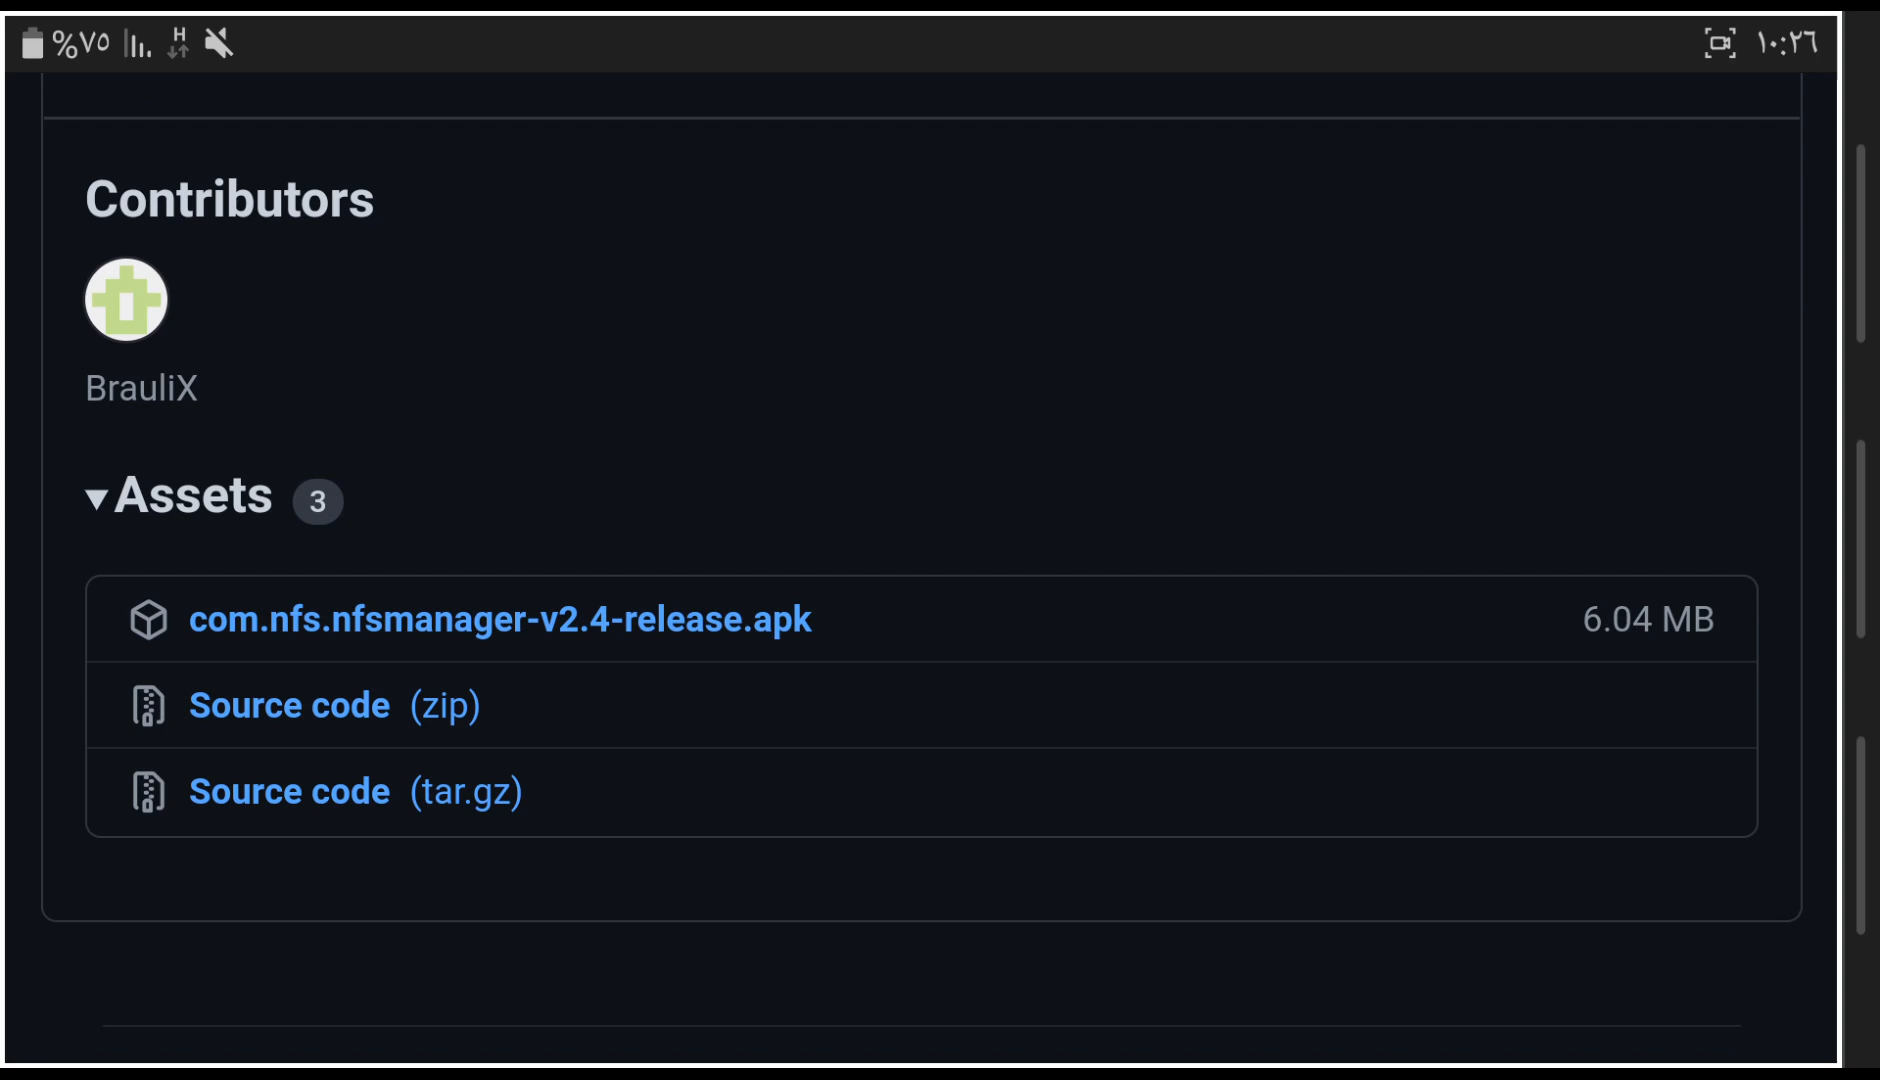 %٧٥ H ١٠:٢٦
Contributors
BrauliX
Assets 3
com.nfs.nfsmanager-v2.4-release.apk 6.04 MB
Source code (zip)
Source code (tar.gz)